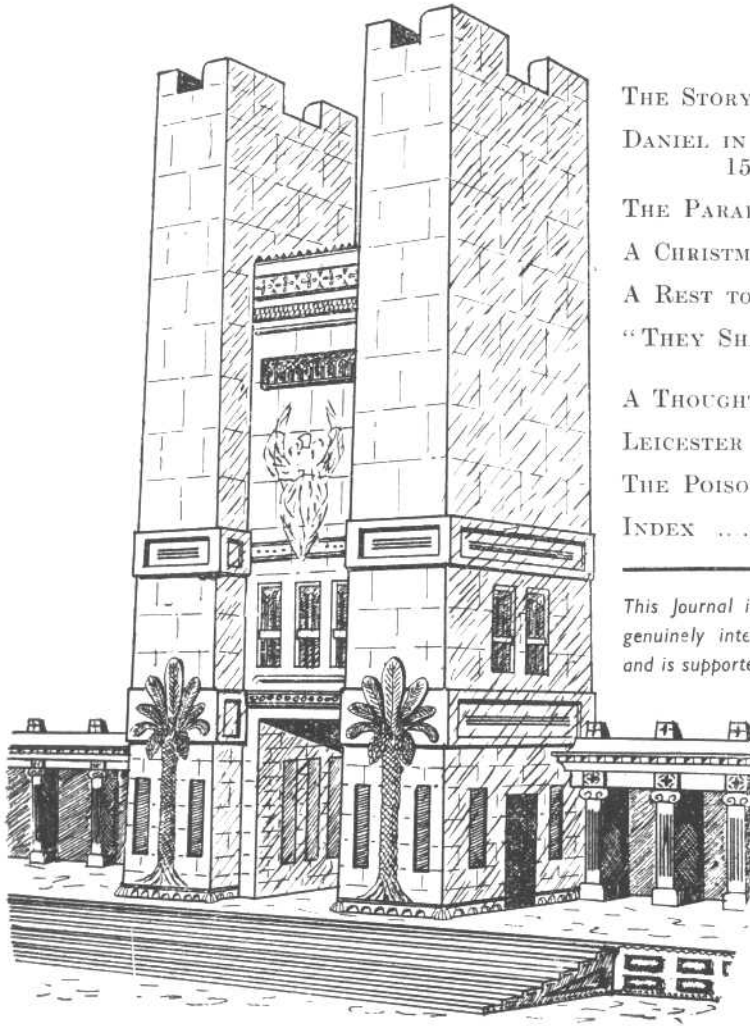 THE STORY
DANIEL IN
15
THE PARA
A CHRISTM
A REST TO
“THEY SH
A THOUGHT
LEICESTER
THE POISO
INDEX ... .
This Journal i
genuinely inte
and is supporte